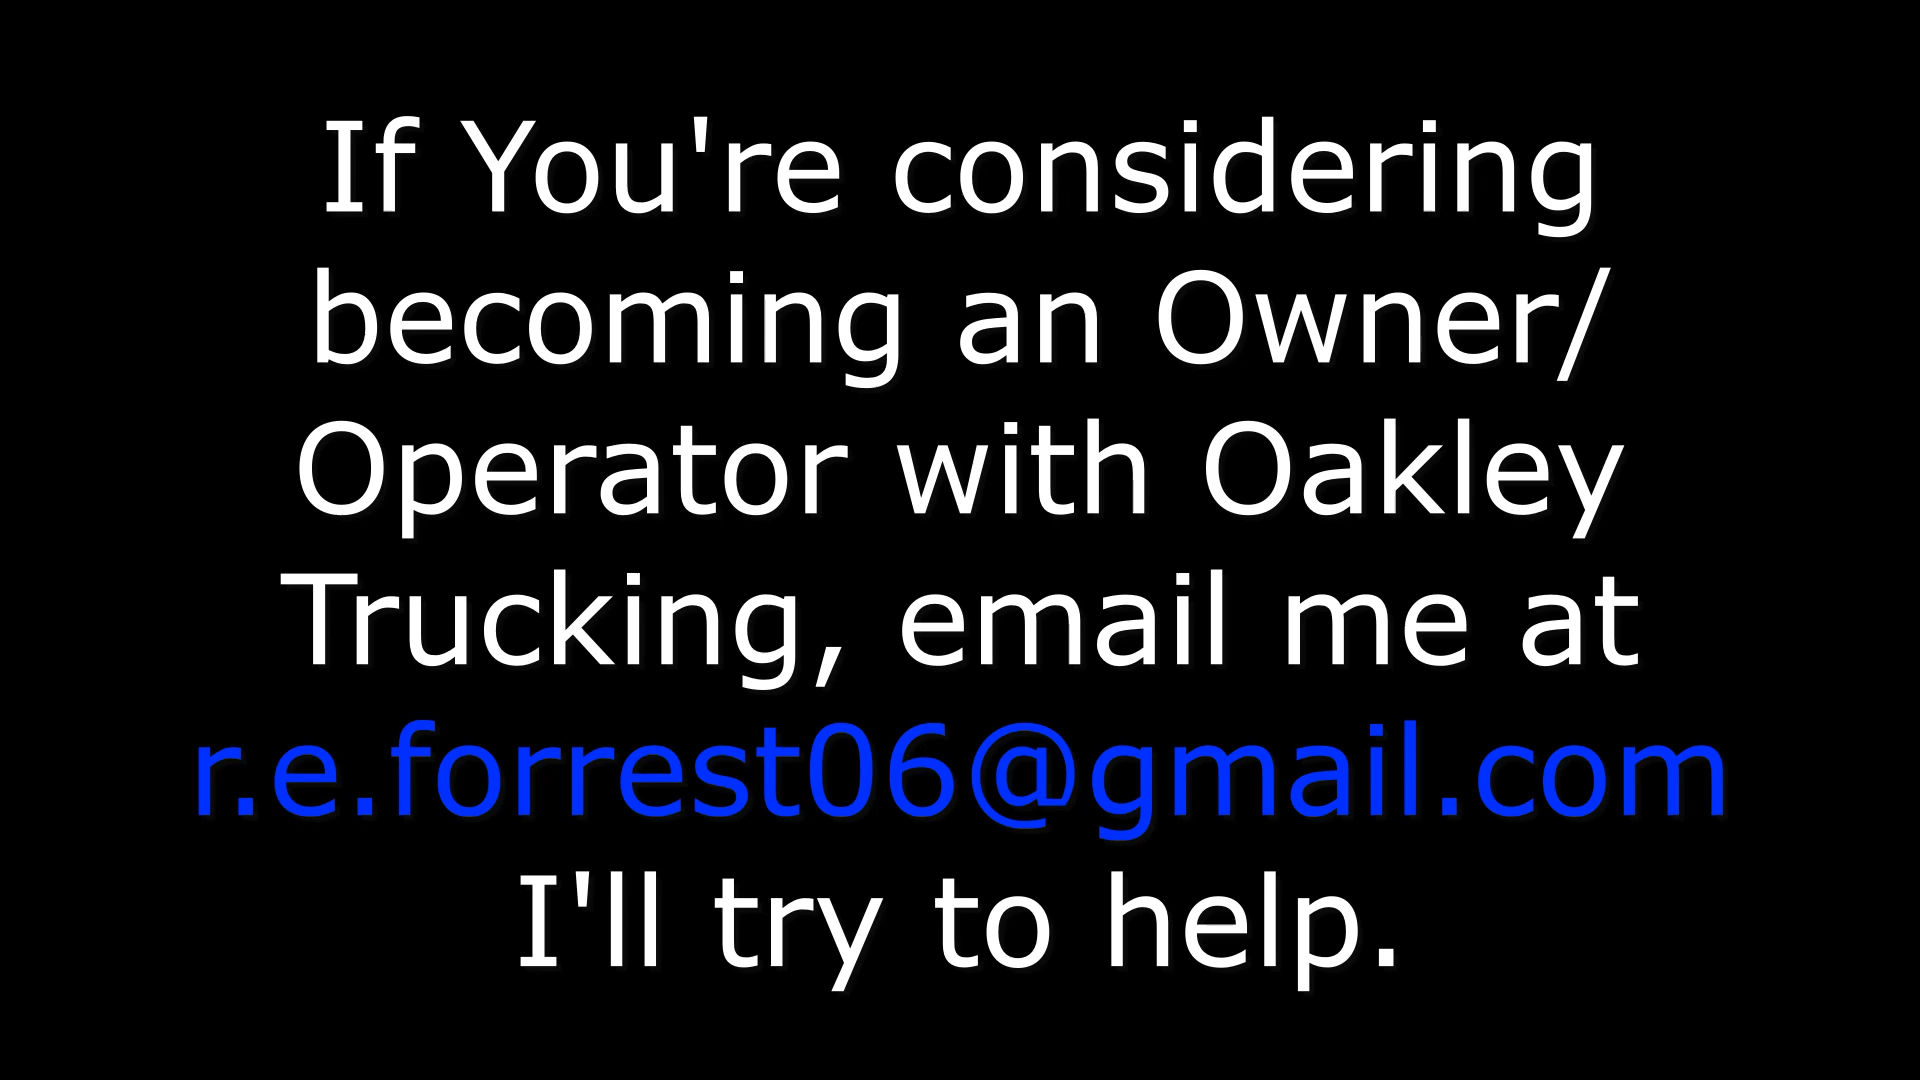 If You're considering
becoming an Owner/
Operator with Oakley
Trucking, email me at
r.e.forrest06@gmail.com
I'll try to help.